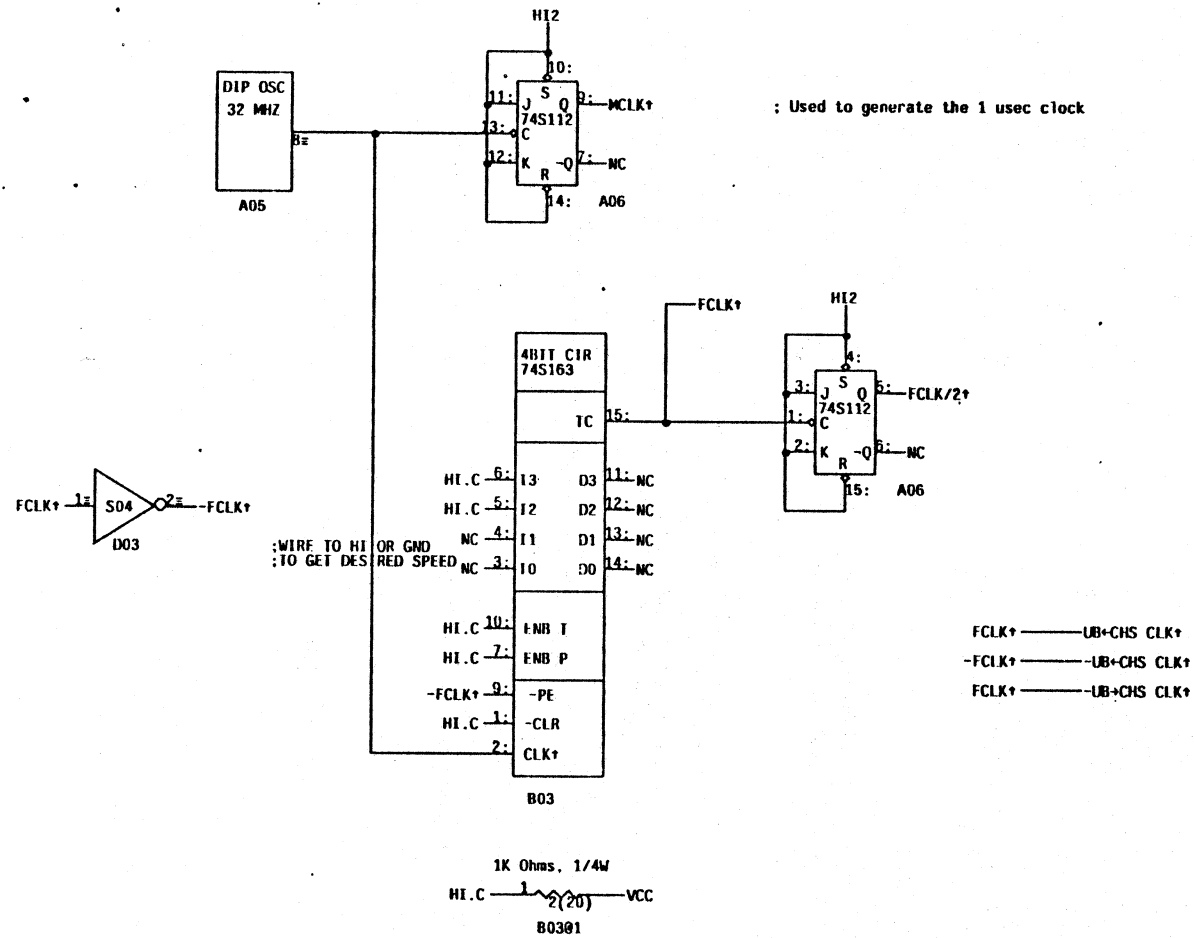 HI2
10:
DIP OSC
32 MHZ
8=
A05
11: J S Q 9: MCLK↑
74S112
13: C
12: K R -Q 7: NC
14: A06
; Used to generate the 1 usec clock
FCLK↑
HI2
4:
3: J S Q 5: FCLK/2↑
74S112
1: C
2: K R -Q 6: NC
15: A06
4BIT CTR
74S163
TC 15:
HI.C 6: I3 D3 11: NC
HI.C 5: I2 D2 12: NC
NC 4: I1 D1 13: NC
NC 3: I0 D0 14: NC
;WIRE TO HI OR GND
;TO GET DESIRED SPEED
HI.C 10: ENB T
HI.C 7: ENB P
-FCLK↑ 9: -PE
HI.C 1: -CLR
2: CLK↑
B03
FCLK↑ 1= S04 2= -FCLK↑
D03
FCLK↑ UB←CHS CLK↑
-FCLK↑ -UB←CHS CLK↑
FCLK↑ -UB→CHS CLK↑
1K Ohms, 1/4W
HI.C 1 2(20) VCC
B03@1